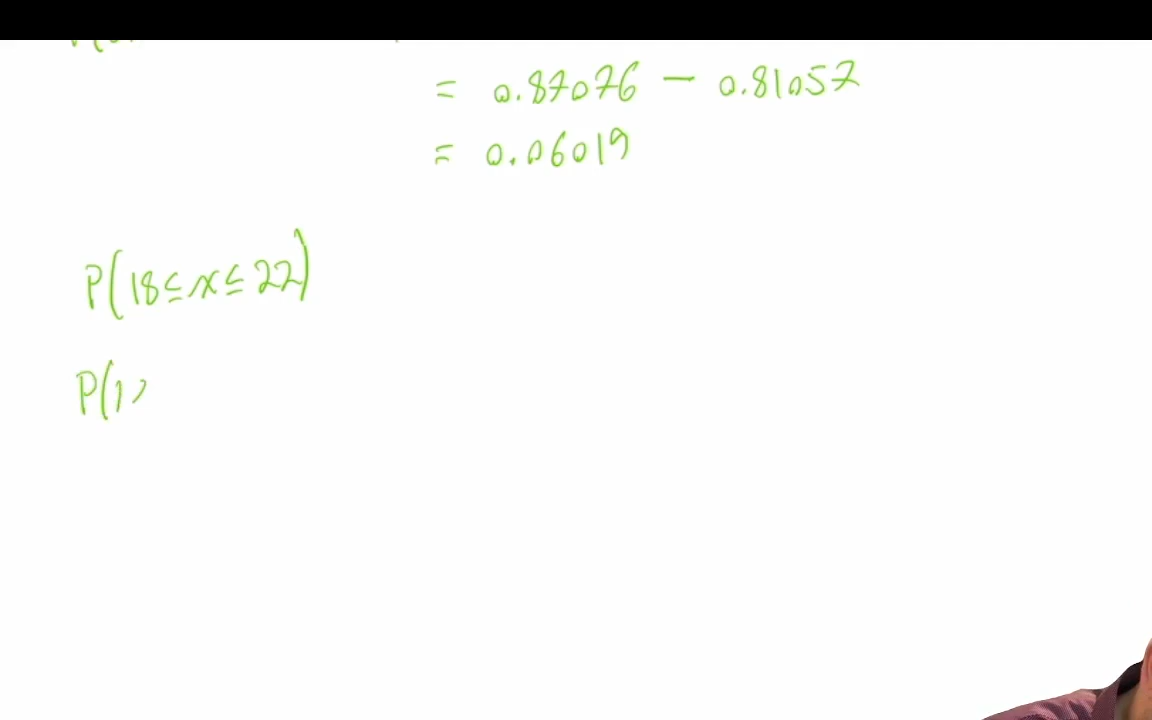 = 0.87076 - 0.81057
= 0.06019
P(18≤x≤22)
P(1